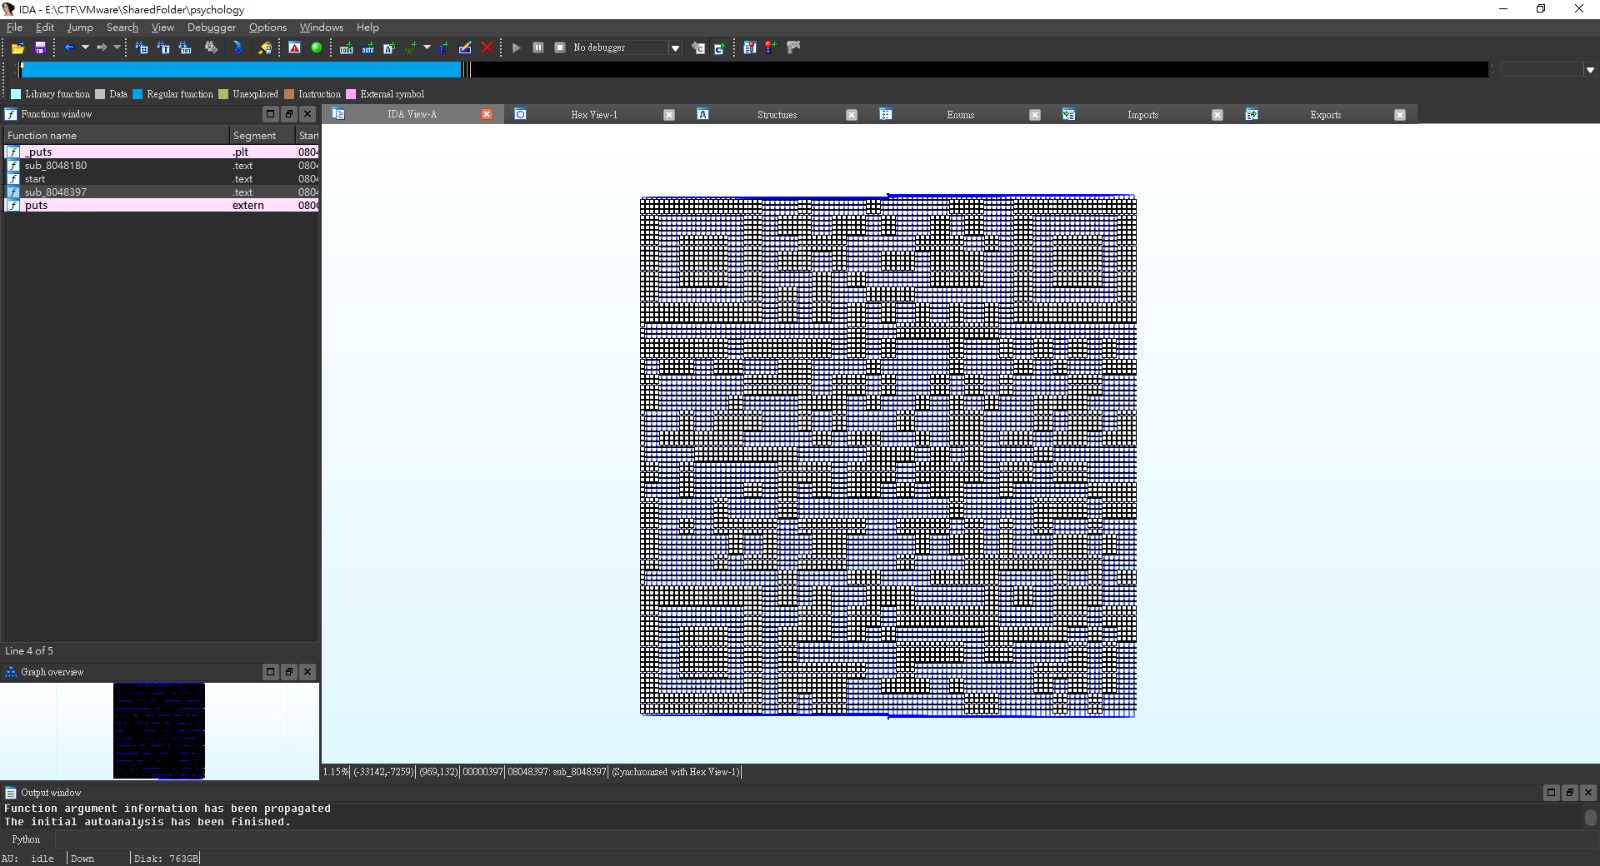 IDA - E:\CTF\VMware\SharedFolder\psychology
File Edit Jump Search View Debugger Options Windows Help
No debugger
Library function Data Regular function Unexplored Instruction External symbol
Functions window
IDA View-A Hex View-1 Structures Enums Imports Exports
Function name Segment Start
_puts .plt 0804
sub_80481B0 .text 0804
start .text 0804
sub_8048397 .text 0804
puts extern 080
Line 4 of 5
Graph overview
1.15% (-33142,-7259) (969,132) 00000397 08048397: sub_8048397 (Synchronized with Hex View-1)
Output window
Function argument information has been propagated
The initial autoanalysis has been finished.
Python
AU: idle Down Disk: 763GB